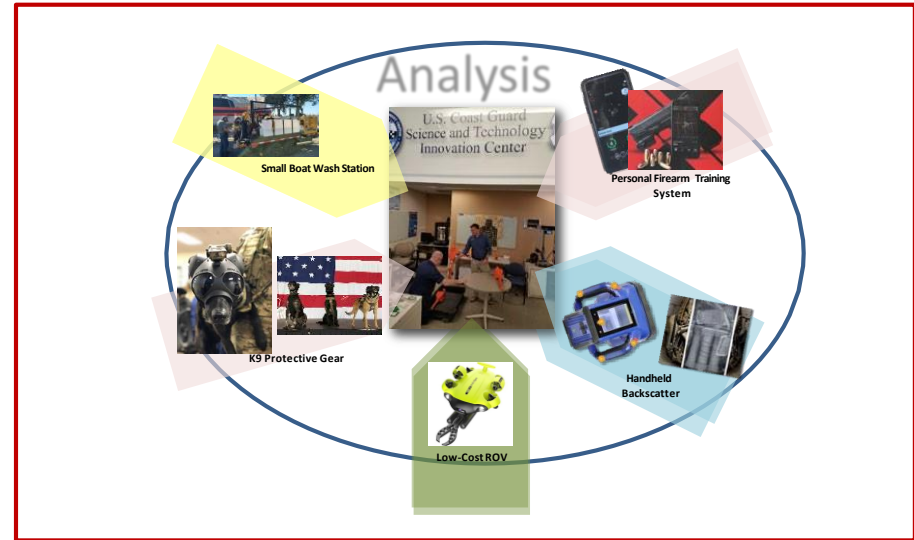 Analysis
U.S. Coast Guard
Science and Technology
Innovation Center
Small Boat Wash Station
Personal Firearm Training
System
K9 Protective Gear
Handheld
Backscatter
Low-Cost ROV